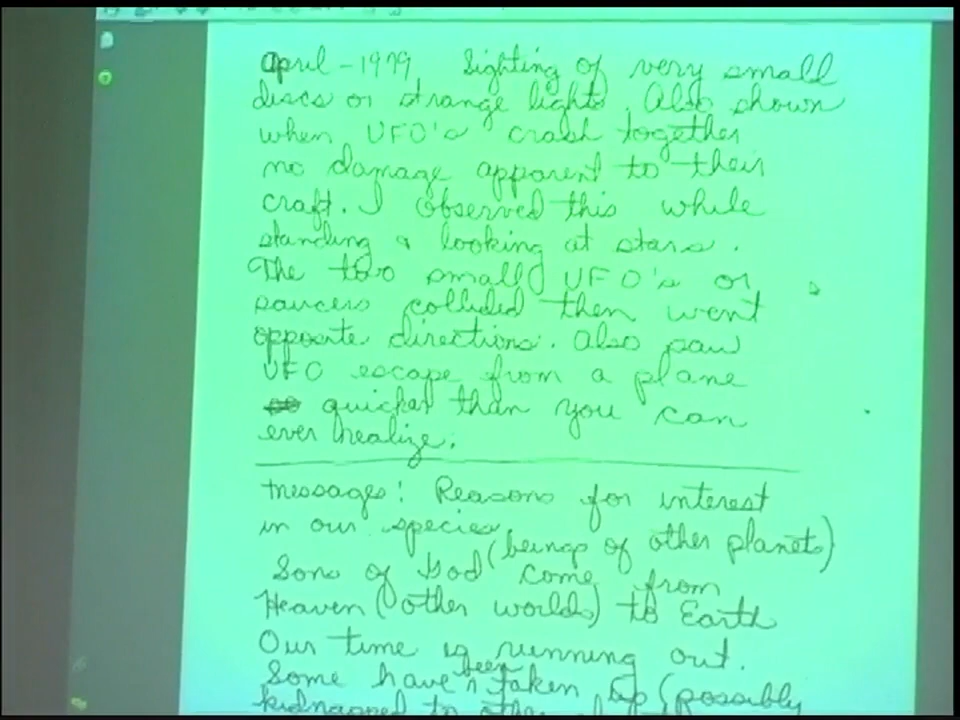 April - 1979 Sighting of very small
discs or strange lights. Also shown
when UFO's crash together
no damage apparent to their
craft. I observed this while
standing & looking at stars.
The two small UFO's or
saucers collided then went
opposite directions. Also saw
UFO escape from a plane
quicker than you can
ever realize.
Messages: Reasons for interest
in our species (beings of other planets)
Sons of God come from
Heaven (other worlds) to Earth
Our time is running out.
Some have been taken up (possibly
kidnapped to other